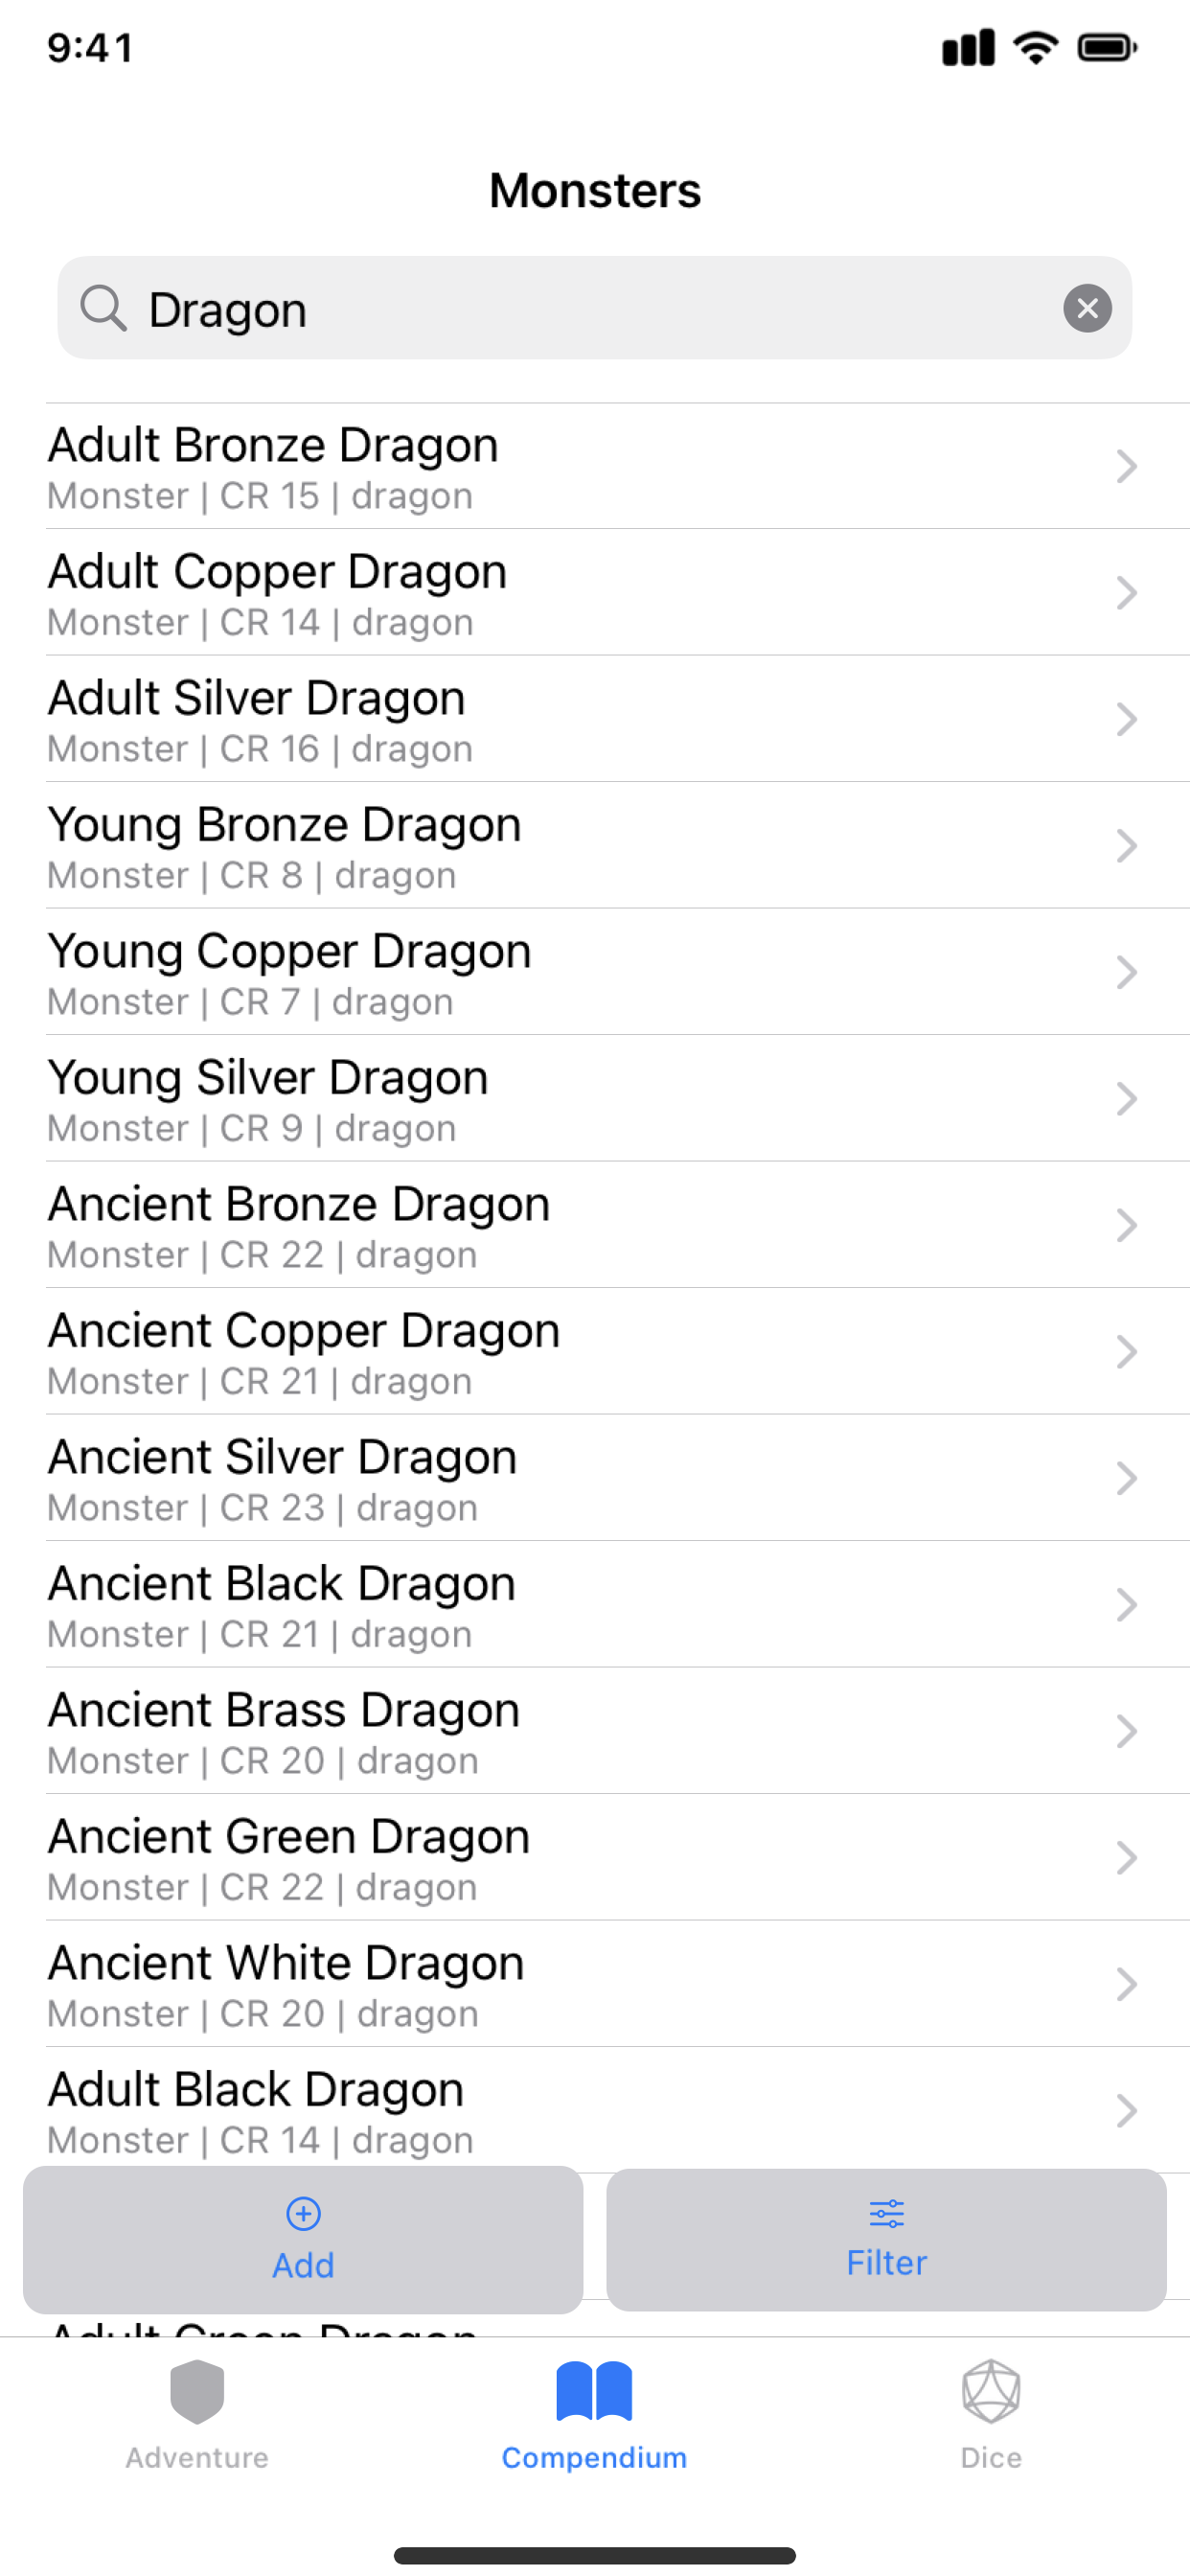 9:41
Monsters
Dragon
Adult Bronze Dragon
Monster | CR 15 | dragon
Adult Copper Dragon
Monster | CR 14 | dragon
Adult Silver Dragon
Monster | CR 16 | dragon
Young Bronze Dragon
Monster | CR 8 | dragon
Young Copper Dragon
Monster | CR 7 | dragon
Young Silver Dragon
Monster | CR 9 | dragon
Ancient Bronze Dragon
Monster | CR 22 | dragon
Ancient Copper Dragon
Monster | CR 21 | dragon
Ancient Silver Dragon
Monster | CR 23 | dragon
Ancient Black Dragon
Monster | CR 21 | dragon
Ancient Brass Dragon
Monster | CR 20 | dragon
Ancient Green Dragon
Monster | CR 22 | dragon
Ancient White Dragon
Monster | CR 20 | dragon
Adult Black Dragon
Monster | CR 14 | dragon
Add
Filter
Adult Green Dragon
Adventure
Compendium
Dice